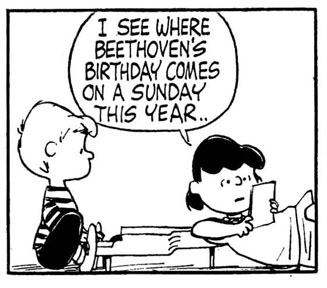 I SEE WHERE
BEETHOVEN'S
BIRTHDAY COMES
ON A SUNDAY
THIS YEAR..